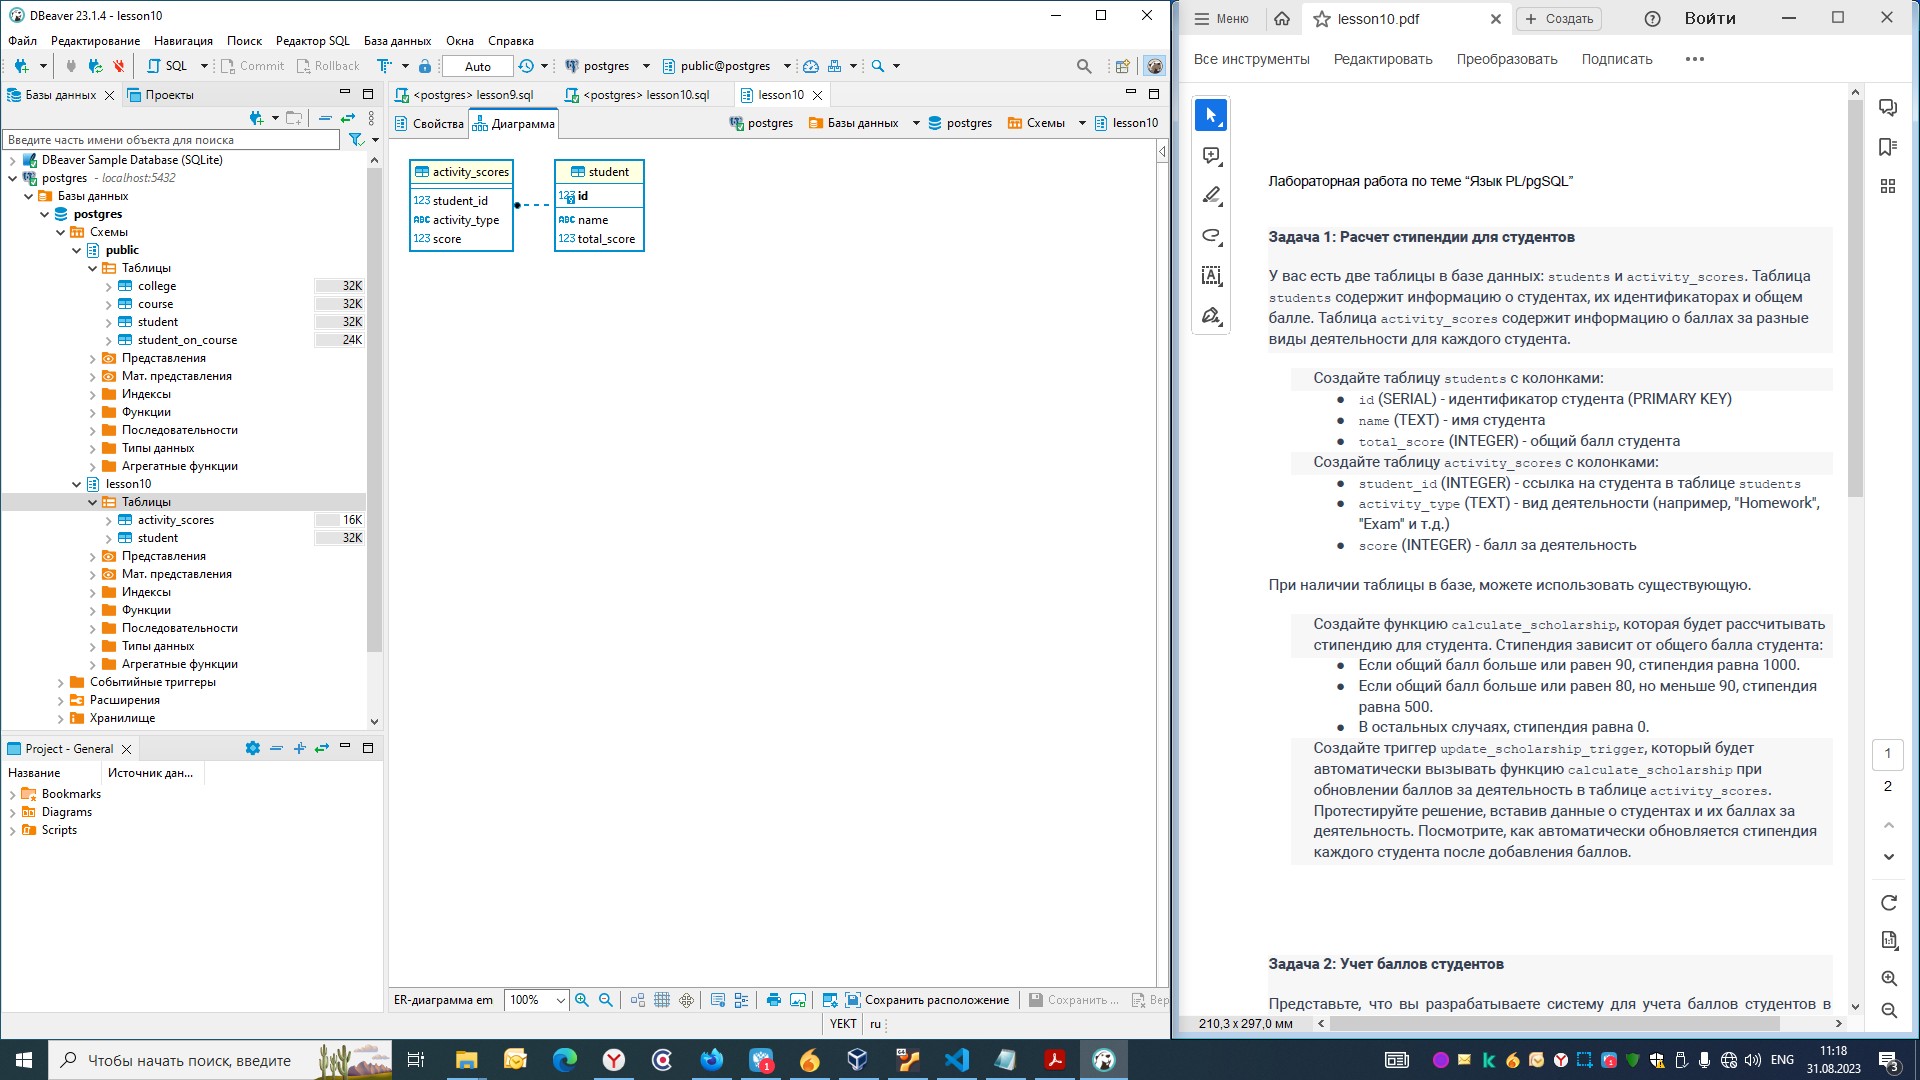 DBeaver 23.1.4 - lesson10
Файл Редактирование Навигация Поиск Редактор SQL База данных Окна Справка
SQL Commit Rollback Auto postgres public@postgres
Базы данных Проекты
Введите часть имени объекта для поиска
DBeaver Sample Database (SQLite)
postgres - localhost:5432
Базы данных
postgres
Схемы
public
Таблицы
college 32K
course 32K
student 32K
student_on_course 24K
Представления
Мат. представления
Индексы
Функции
Последовательности
Типы данных
Агрегатные функции
lesson10
Таблицы
activity_scores 16K
student 32K
Представления
Мат. представления
Индексы
Функции
Последовательности
Типы данных
Агрегатные функции
Событийные триггеры
Расширения
Хранилище
Project - General
Название Источник дан...
Bookmarks
Diagrams
Scripts
<postgres> lesson9.sql <postgres> lesson10.sql lesson10
Свойства Диаграмма postgres Базы данных postgres Схемы lesson10
activity_scores
123 student_id
ABC activity_type
123 score
student
123 id
ABC name
123 total_score
ER-диаграмма em 100% Сохранить расположение Сохранить ... Вер
YEKT ru
Меню lesson10.pdf Создать Войти
Все инструменты Редактировать Преобразовать Подписать
Лабораторная работа по теме “Язык PL/pgSQL”
Задача 1: Расчет стипендии для студентов
У вас есть две таблицы в базе данных: students и activity_scores. Таблица
students содержит информацию о студентах, их идентификаторах и общем
балле. Таблица activity_scores содержит информацию о баллах за разные
виды деятельности для каждого студента.
Создайте таблицу students с колонками:
● id (SERIAL) - идентификатор студента (PRIMARY KEY)
● name (TEXT) - имя студента
● total_score (INTEGER) - общий балл студента
Создайте таблицу activity_scores с колонками:
● student_id (INTEGER) - ссылка на студента в таблице students
● activity_type (TEXT) - вид деятельности (например, "Homework",
"Exam" и т.д.)
● score (INTEGER) - балл за деятельность
При наличии таблицы в базе, можете использовать существующую.
Создайте функцию calculate_scholarship, которая будет рассчитывать
стипендию для студента. Стипендия зависит от общего балла студента:
● Если общий балл больше или равен 90, стипендия равна 1000.
● Если общий балл больше или равен 80, но меньше 90, стипендия
равна 500.
● В остальных случаях, стипендия равна 0.
Создайте триггер update_scholarship_trigger, который будет
автоматически вызывать функцию calculate_scholarship при
обновлении баллов за деятельность в таблице activity_scores.
Протестируйте решение, вставив данные о студентах и их баллах за
деятельность. Посмотрите, как автоматически обновляется стипендия
каждого студента после добавления баллов.
Задача 2: Учет баллов студентов
Представьте, что вы разрабатываете систему для учета баллов студентов в
210,3 x 297,0 мм
1
2
Чтобы начать поиск, введите
ENG
11:18
31.08.2023
3